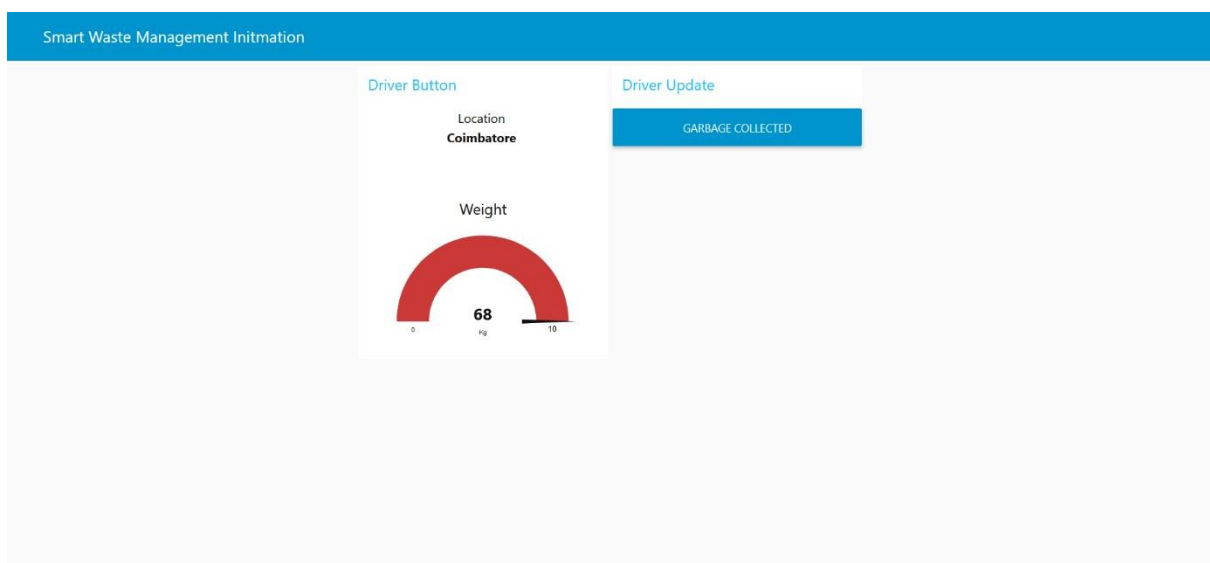 Smart Waste Management Initmation
Driver Button
Location
Coimbatore
Weight
68
Kg
0
10
Driver Update
GARBAGE COLLECTED